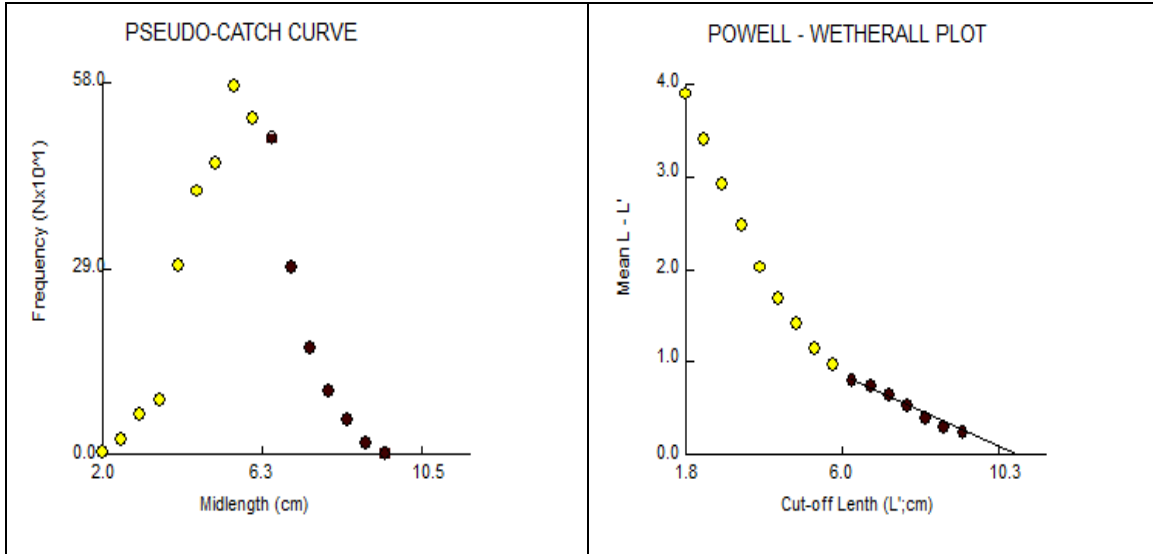 PSEUDO-CATCH CURVE
58.0
29.0
0.0
Frequency (Nx10^1)
2.0 6.3 10.5
Midlength (cm)
POWELL - WETHERALL PLOT
4.0
3.0
2.0
1.0
0.0
Mean L - L'
1.8 6.0 10.3
Cut-off Lenth (L';cm)